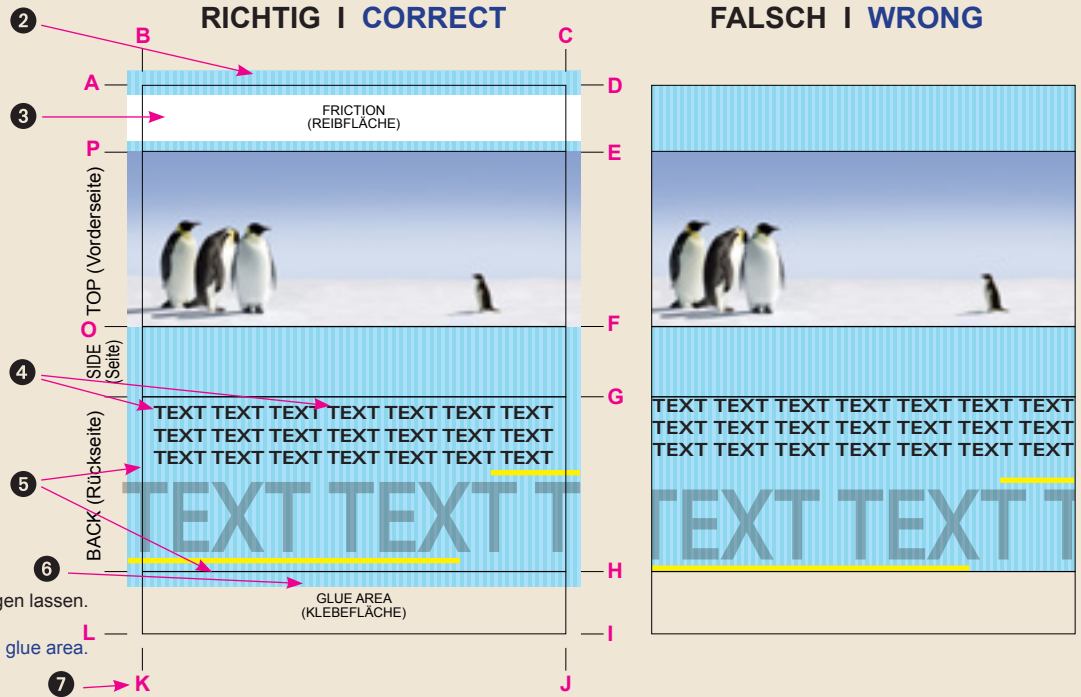 RICHTIG I CORRECT
FALSCH I WRONG
2
B
C
A
D
3
FRICTION
(REIBFLÄCHE)
P
E
TOP (Vorderseite)
O
F
SIDE
(Seite)
4
G
TEXT TEXT TEXT TEXT TEXT TEXT TEXT
TEXT TEXT TEXT TEXT TEXT TEXT TEXT
TEXT TEXT TEXT TEXT TEXT TEXT TEXT
TEXT TEXT TEXT TEXT TEXT TEXT TEXT
TEXT TEXT TEXT TEXT TEXT TEXT TEXT
TEXT TEXT TEXT TEXT TEXT TEXT TEXT
BACK (Rückseite)
5
TEXT TEXT T
TEXT TEXT T
6
H
gen lassen.
GLUE AREA
(KLEBEFLÄCHE)
L
I
glue area.
7
K
J